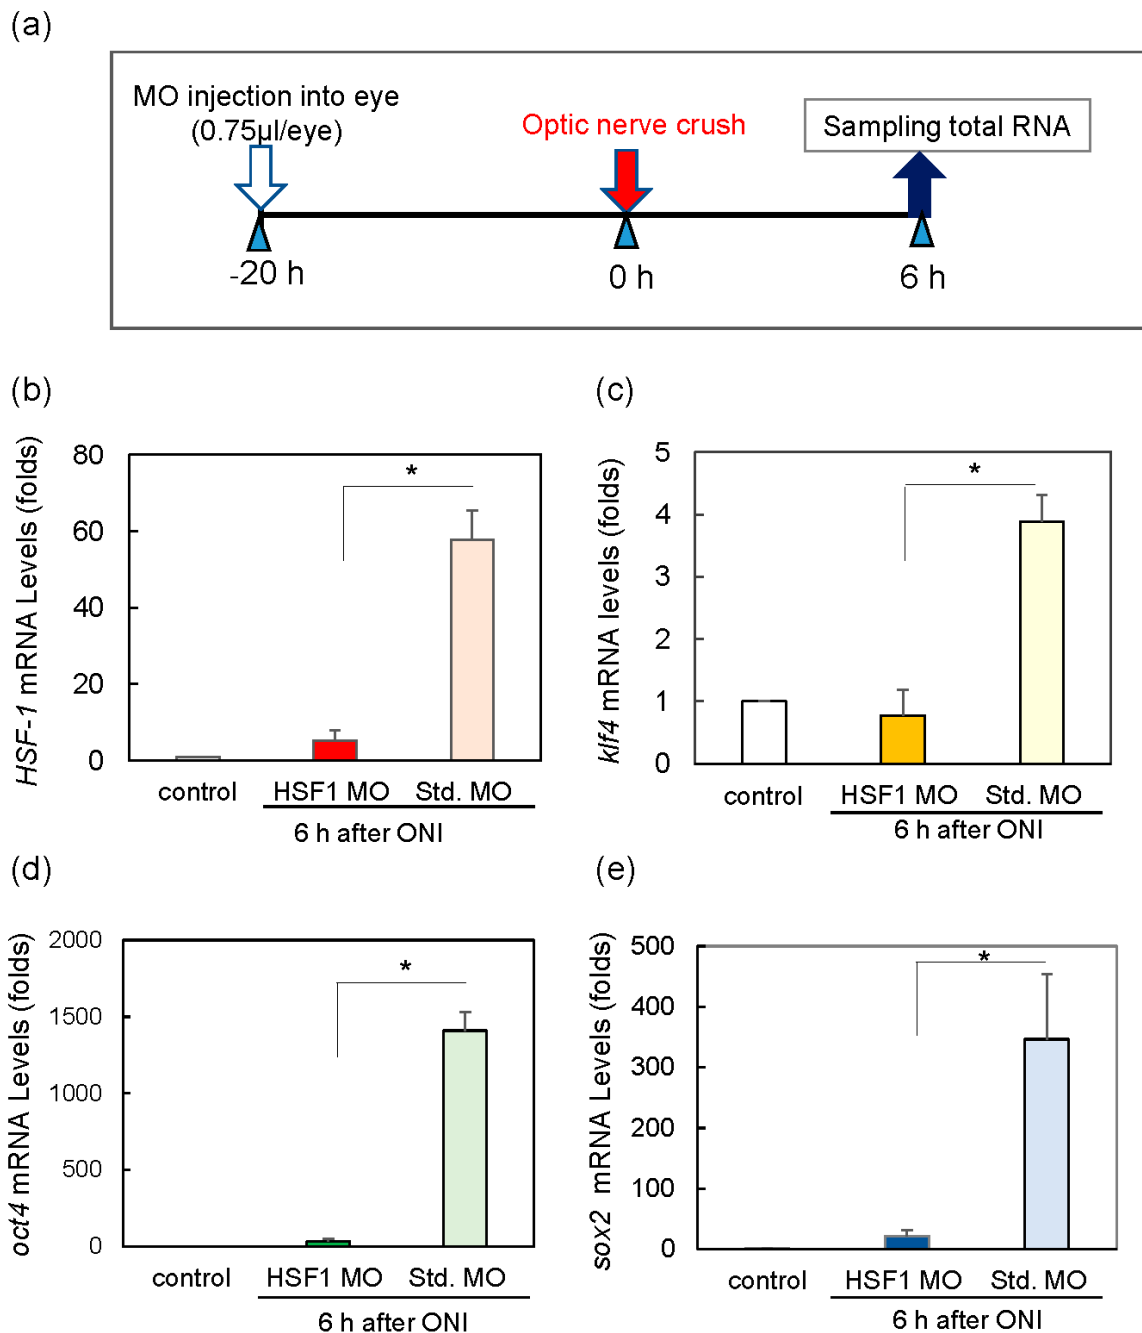 (a)
MO injection into eye
(0.75µl/eye)
Optic nerve crush
Sampling total RNA
-20 h
0 h
6 h
(b)
HSF-1 mRNA Levels (folds)
80
60
40
20
0
*
control
HSF1 MO
Std. MO
6 h after ONI
(c)
klf4 mRNA levels (folds)
5
4
3
2
1
0
*
control
HSF1 MO
Std. MO
6 h after ONI
(d)
oct4 mRNA Levels (folds)
2000
1500
1000
500
0
*
control
HSF1 MO
Std. MO
6 h after ONI
(e)
sox2 mRNA Levels (folds)
500
400
300
200
100
0
*
control
HSF1 MO
Std. MO
6 h after ONI